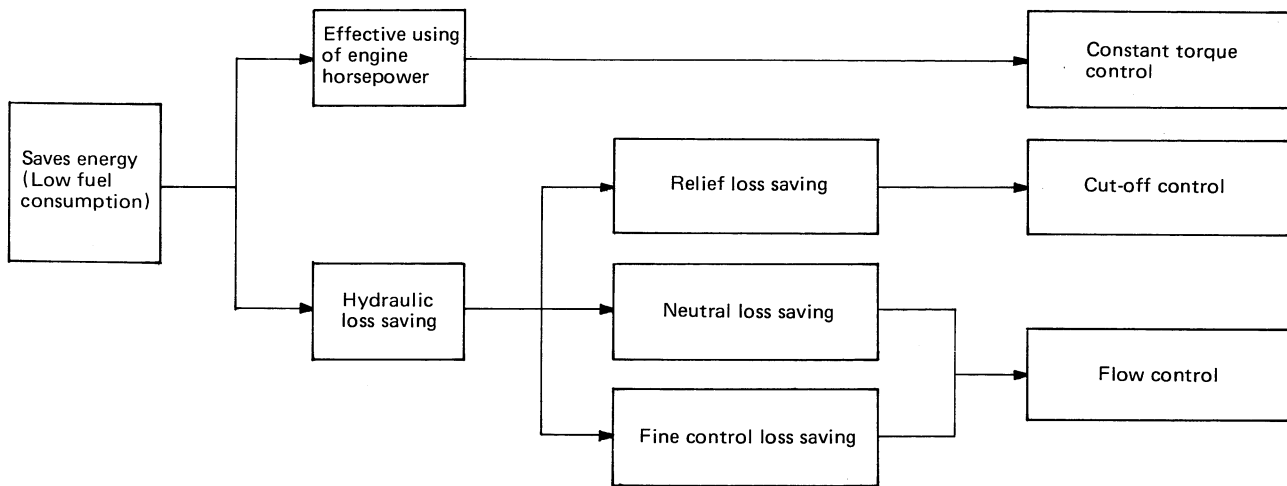 Effective using
of engine
horsepower
Constant torque
control
Saves energy
(Low fuel
consumption)
Relief loss saving
Cut-off control
Hydraulic
loss saving
Neutral loss saving
Flow control
Fine control loss saving